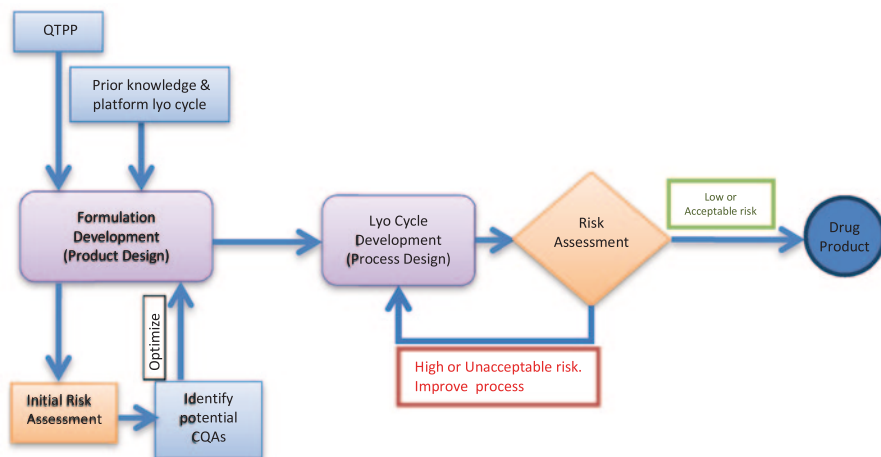 QTPP
Prior knowledge &
platform lyo cycle
Formulation
Development
(Product Design)
Lyo Cycle
Development
(Process Design)
Risk
Assessment
Low or
Acceptable risk
Drug
Product
Optimize
High or Unacceptable risk.
Improve process
Initial Risk
Assessment
Identify
potential
CQAs